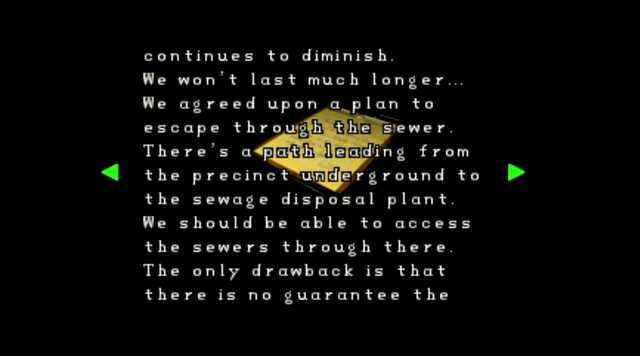 continues to diminish.
We won't last much longer...
We agreed upon a plan to
escape through the sewer.
There's a path leading from
the precinct underground to
the sewage disposal plant.
We should be able to access
the sewers through there.
The only drawback is that
there is no guarantee the